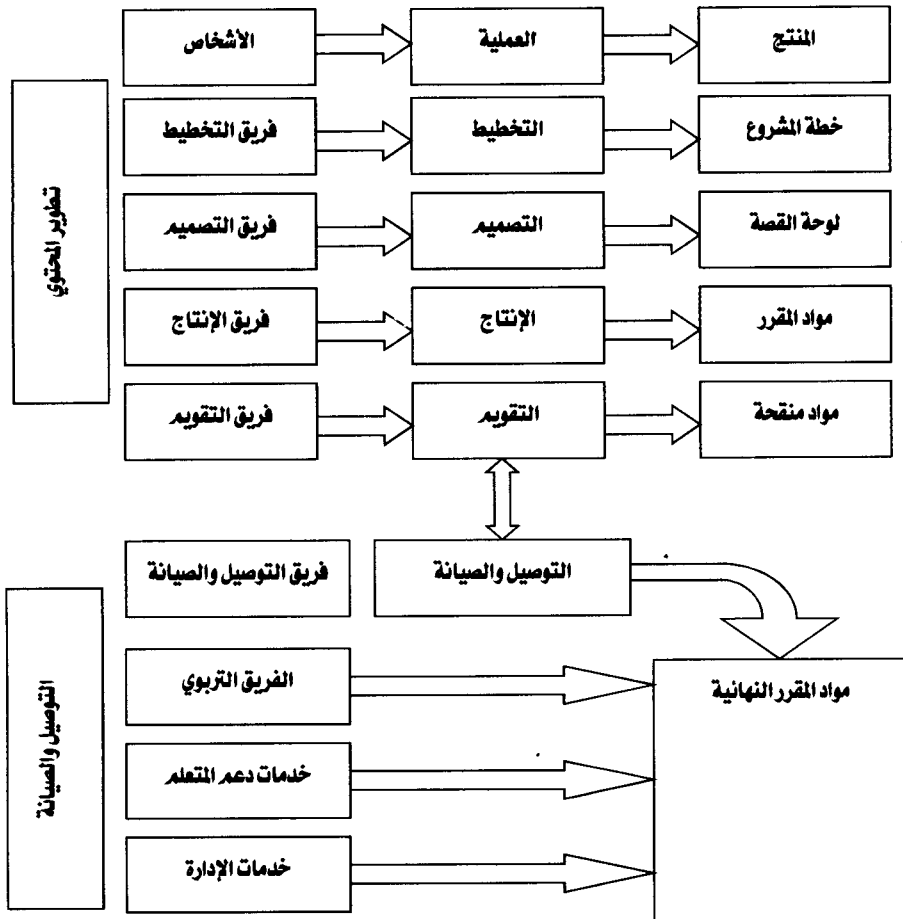 الأشخاص
العملية
المنتج
تطوير المحتوي
فريق التخطيط
التخطيط
خطة المشروع
فريق التصميم
التصميم
لوحة القصة
فريق الإنتاج
الإنتاج
مواد المقرر
فريق التقويم
التقويم
مواد منقحة
التوصيل والصيانة
فريق التوصيل والصيانة
التوصيل والصيانة
الفريق التربوي
مواد المقرر النهائية
خدمات دعم المتعلم
خدمات الإدارة